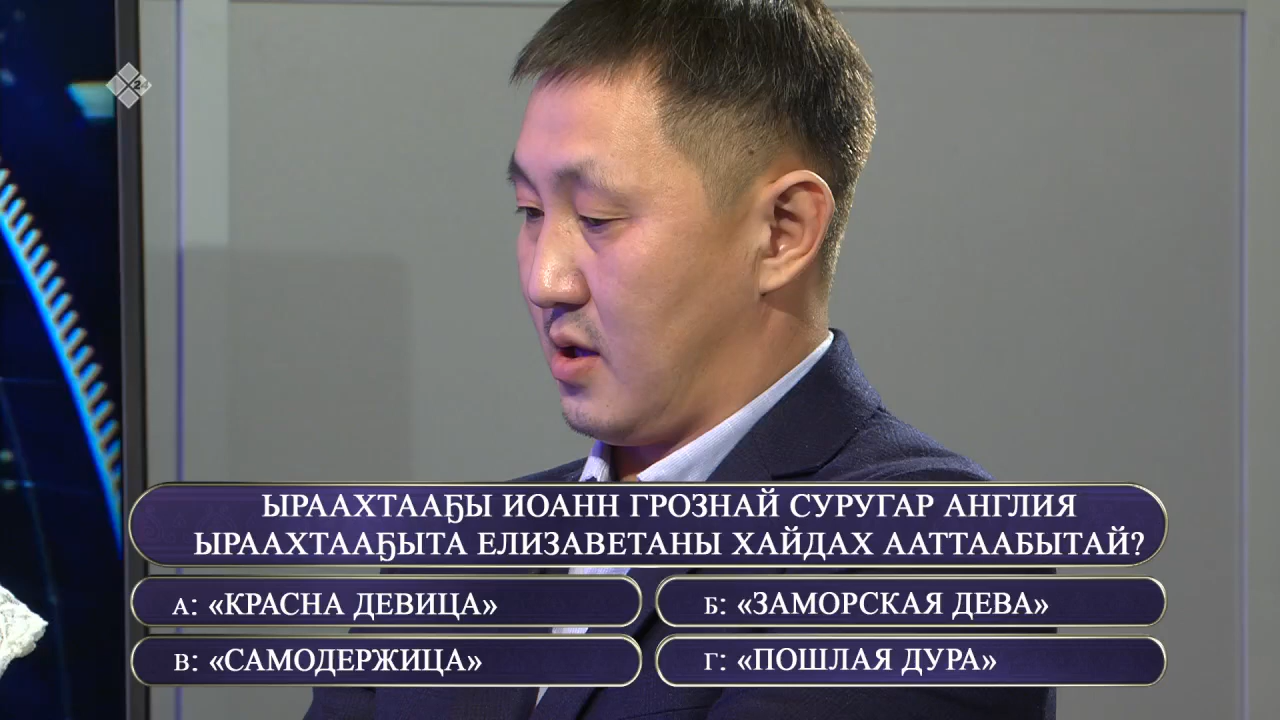 ЫРААХТААҔЫ ИОАНН ГРОЗНАЙ СУРУГАР АНГЛИЯ
ЫРААХТААҔЫТА ЕЛИЗАВЕТАНЫ ХАЙДАХ ААТТААБЫТАЙ?
А: «КРАСНА ДЕВИЦА»
Б: «ЗАМОРСКАЯ ДЕВА»
В: «САМОДЕРЖИЦА»
Г: «ПОШЛАЯ ДУРА»